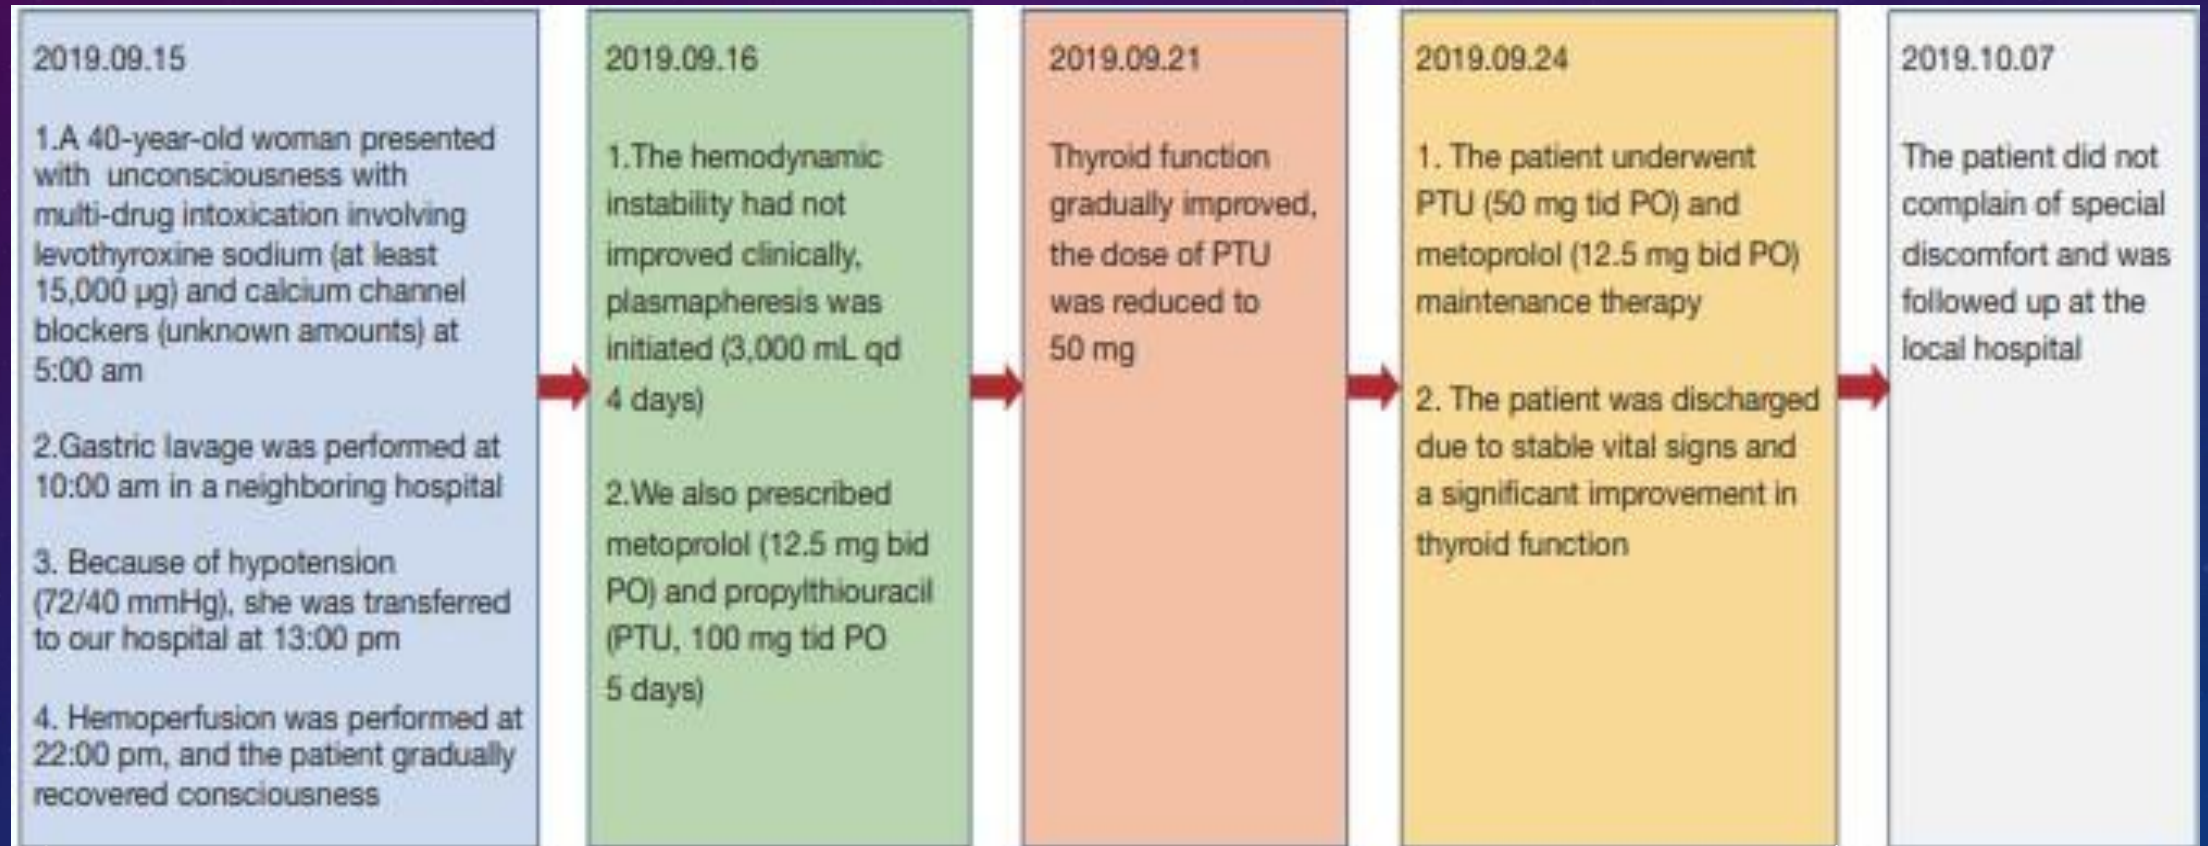 2019.09.15
1.A 40-year-old woman presented
with unconsciousness with
multi-drug intoxication involving
levothyroxine sodium (at least
15,000 µg) and calcium channel
blockers (unknown amounts) at
5:00 am
2.Gastric lavage was performed at
10:00 am in a neighboring hospital
3. Because of hypotension
(72/40 mmHg), she was transferred
to our hospital at 13:00 pm
4. Hemoperfusion was performed at
22:00 pm, and the patient gradually
recovered consciousness
2019.09.16
1.The hemodynamic
instability had not
improved clinically,
plasmapheresis was
initiated (3,000 mL qd
4 days)
2.We also prescribed
metoprolol (12.5 mg bid
PO) and propylthiouracil
(PTU, 100 mg tid PO
5 days)
2019.09.21
Thyroid function
gradually improved,
the dose of PTU
was reduced to
50 mg
2019.09.24
1. The patient underwent
PTU (50 mg tid PO) and
metoprolol (12.5 mg bid PO)
maintenance therapy
2. The patient was discharged
due to stable vital signs and
a significant improvement in
thyroid function
2019.10.07
The patient did not
complain of special
discomfort and was
followed up at the
local hospital